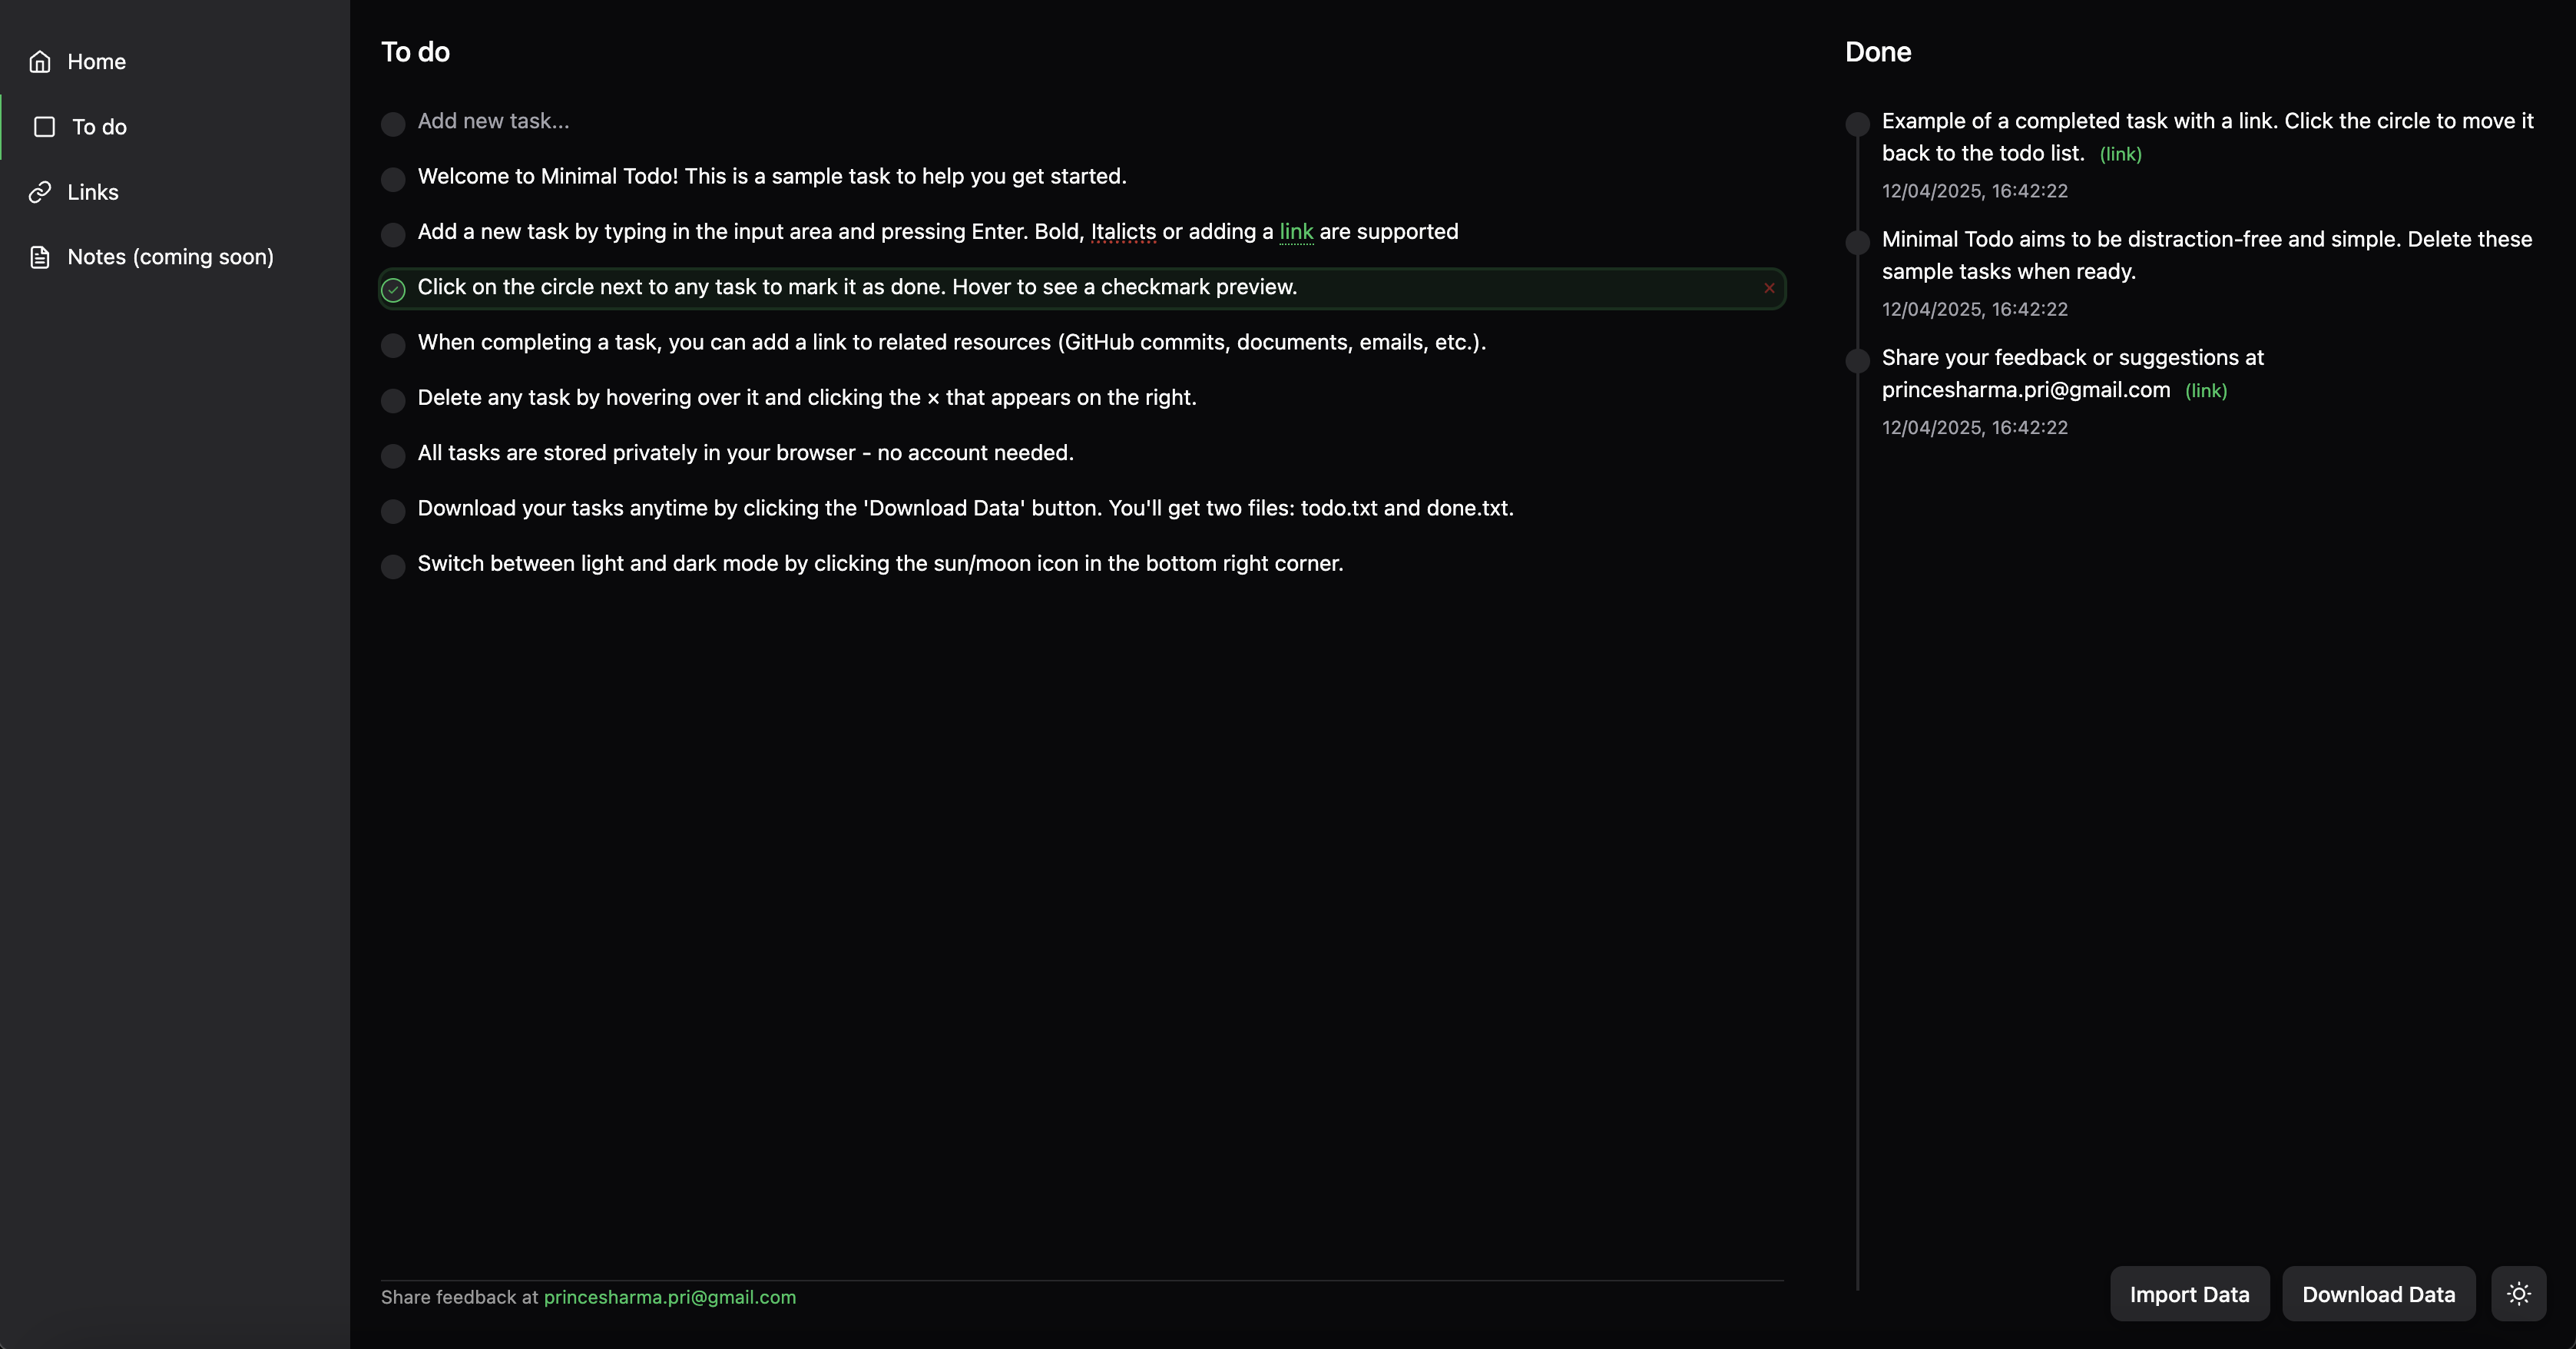 Home
To do
Links
Notes (coming soon)
To do
Add new task...
Welcome to Minimal Todo! This is a sample task to help you get started.
Add a new task by typing in the input area and pressing Enter. Bold, Italicts or adding a link are supported
Click on the circle next to any task to mark it as done. Hover to see a checkmark preview.
When completing a task, you can add a link to related resources (GitHub commits, documents, emails, etc.).
Delete any task by hovering over it and clicking the × that appears on the right.
All tasks are stored privately in your browser - no account needed.
Download your tasks anytime by clicking the 'Download Data' button. You'll get two files: todo.txt and done.txt.
Switch between light and dark mode by clicking the sun/moon icon in the bottom right corner.
Share feedback at princesharma.pri@gmail.com
Done
Example of a completed task with a link. Click the circle to move it
back to the todo list. (link)
12/04/2025, 16:42:22
Minimal Todo aims to be distraction-free and simple. Delete these
sample tasks when ready.
12/04/2025, 16:42:22
Share your feedback or suggestions at
princesharma.pri@gmail.com (link)
12/04/2025, 16:42:22
Import Data
Download Data